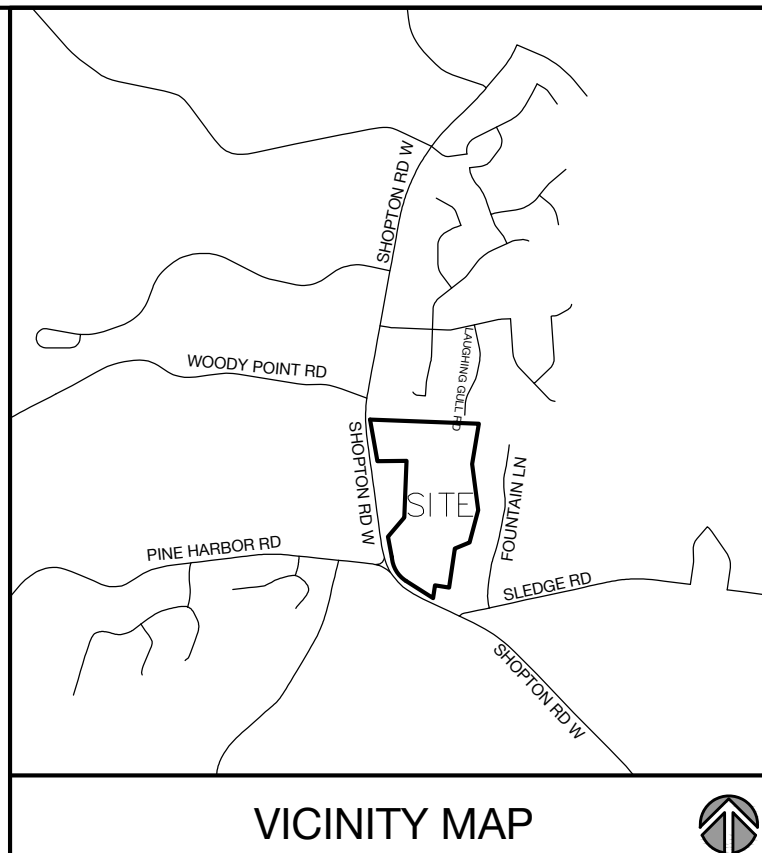 SHOPTON RD W
LAUGHING GULL RD
WOODY POINT RD
SHOPTON RD W
SITE
FOUNTAIN LN
PINE HARBOR RD
SLEDGE RD
SHOPTON RD W
VICINITY MAP